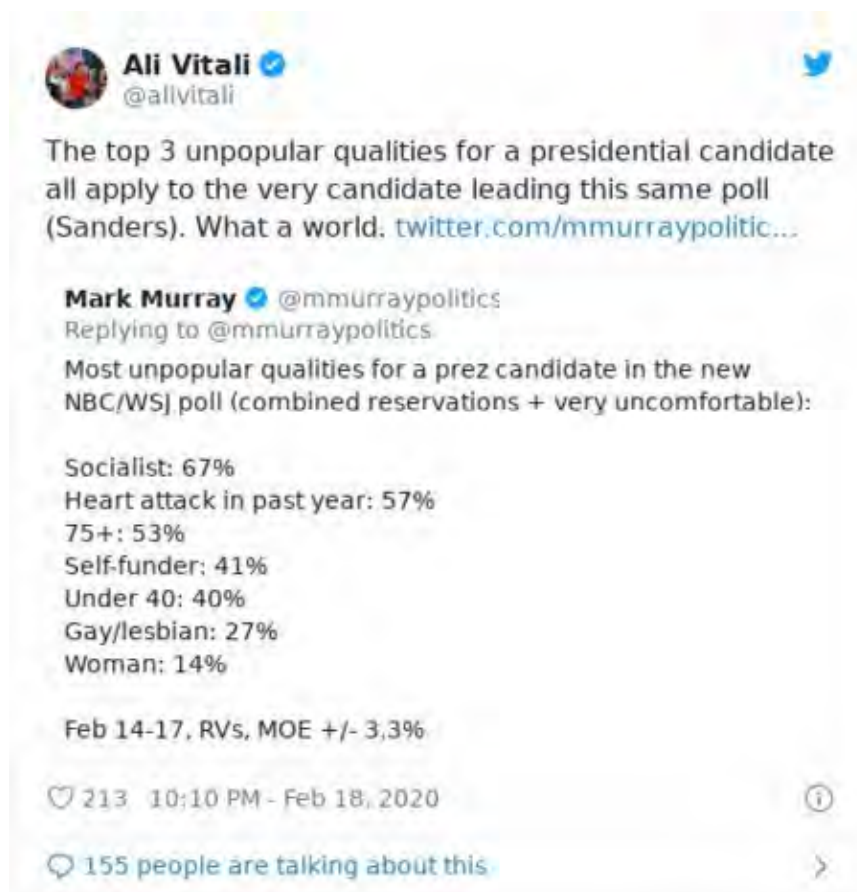 Ali Vitali
@alivitali
The top 3 unpopular qualities for a presidential candidate
all apply to the very candidate leading this same poll
(Sanders). What a world. twitter.com/mmurraypolitic...
Mark Murray @mmurraypolitics
Replying to @mmurraypolitics
Most unpopular qualities for a prez candidate in the new
NBC/WSJ poll (combined reservations + very uncomfortable):
Socialist: 67%
Heart attack in past year: 57%
75+: 53%
Self-funder: 41%
Under 40: 40%
Gay/lesbian: 27%
Woman: 14%
Feb 14-17, RVs, MOE +/- 3.3%
213 10:10 PM - Feb 18, 2020
155 people are talking about this